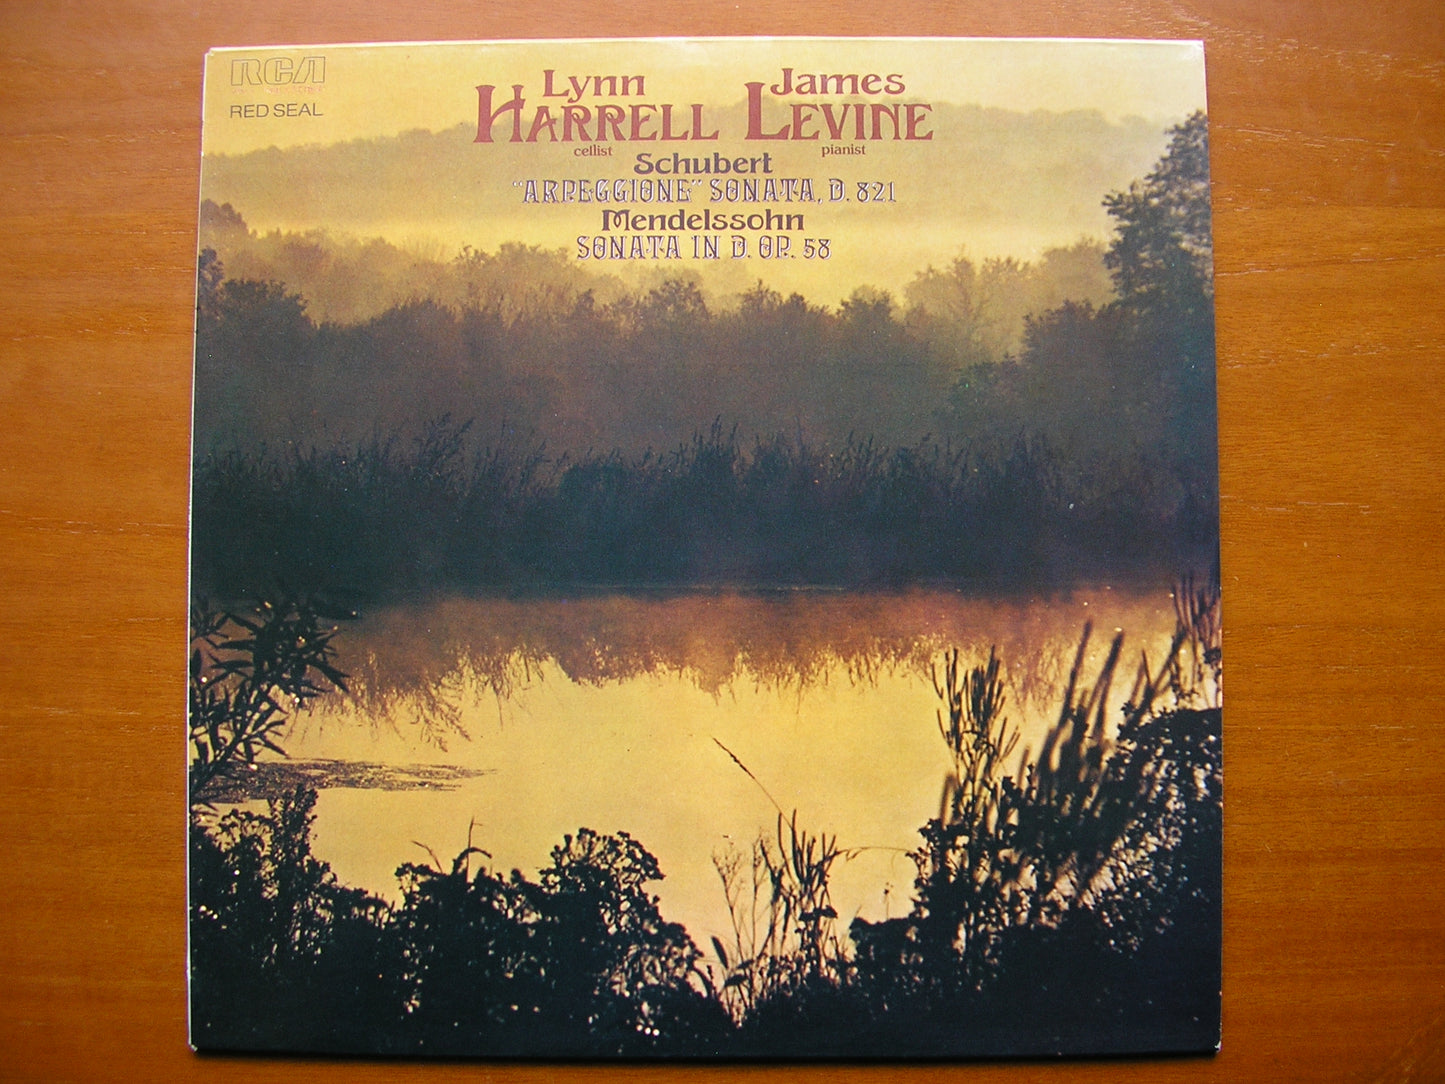 RCA
RED SEAL
Lynn James
HARRELL LEVINE
cellist pianist
Schubert
"ARPEGGIONE" SONATA, D. 821
Mendelssohn
SONATA IN D. OP. 58